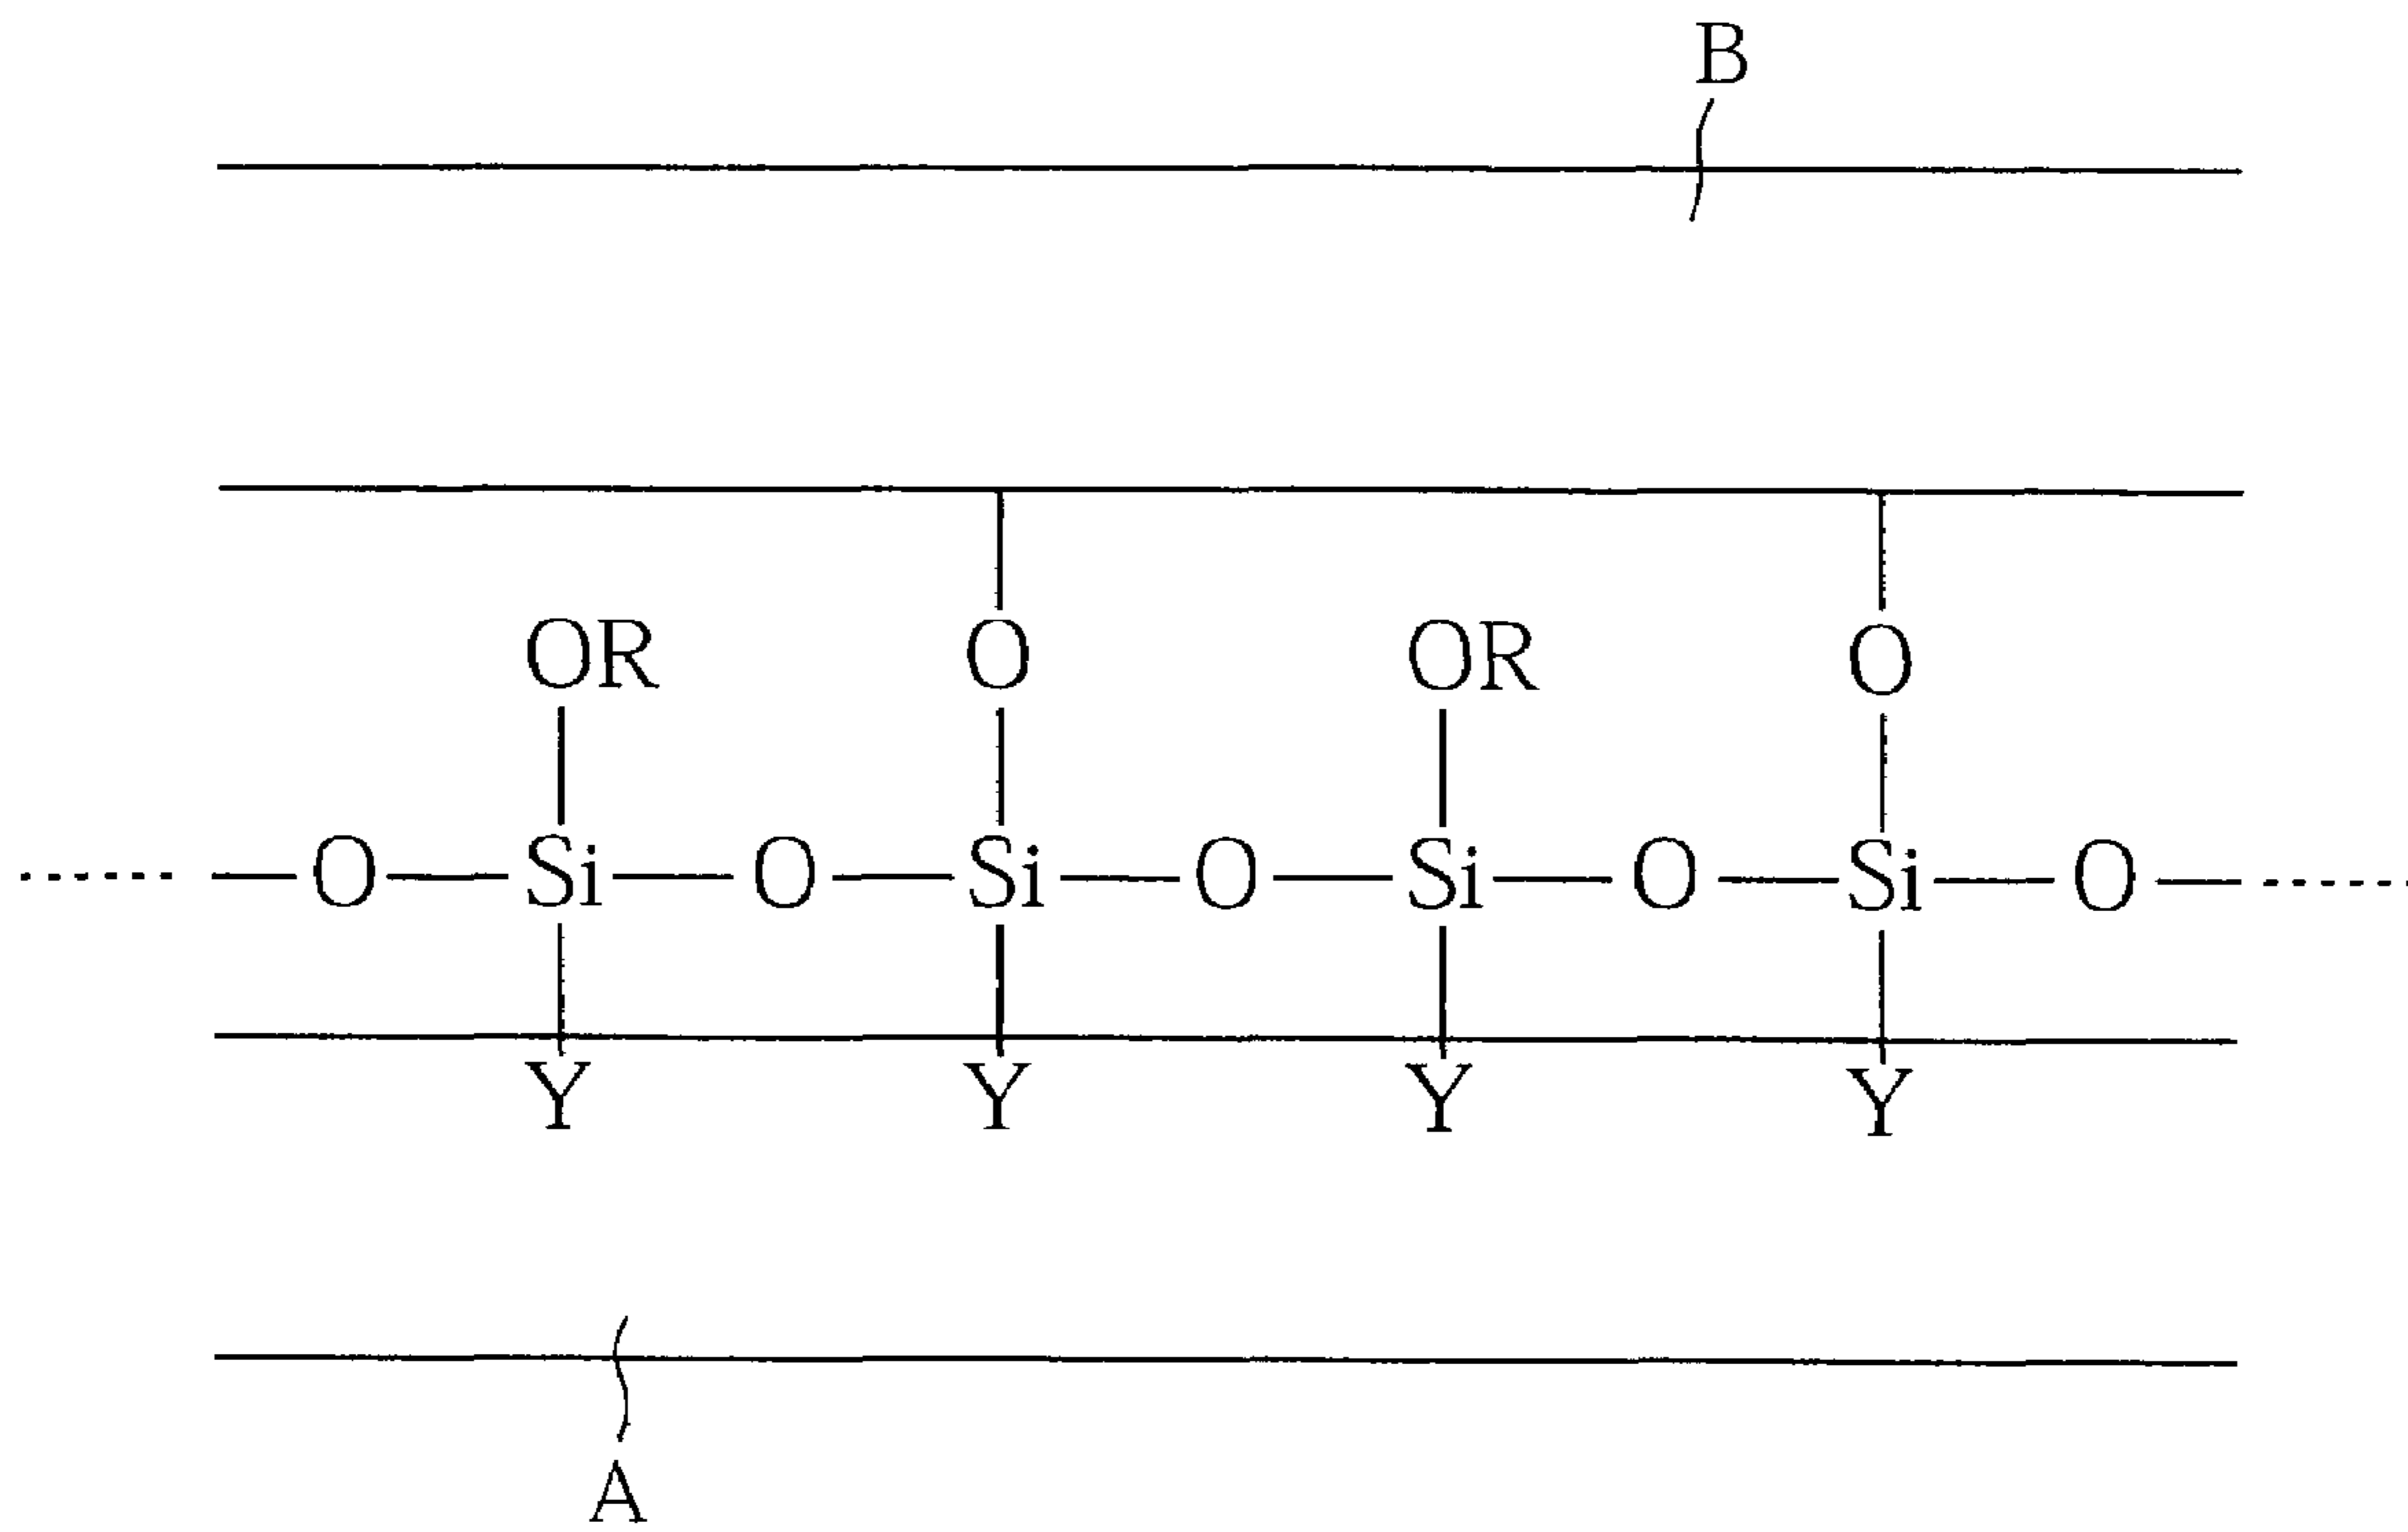 B
OR O OR O
O Si O Si O Si O Si O
Y Y Y Y
A